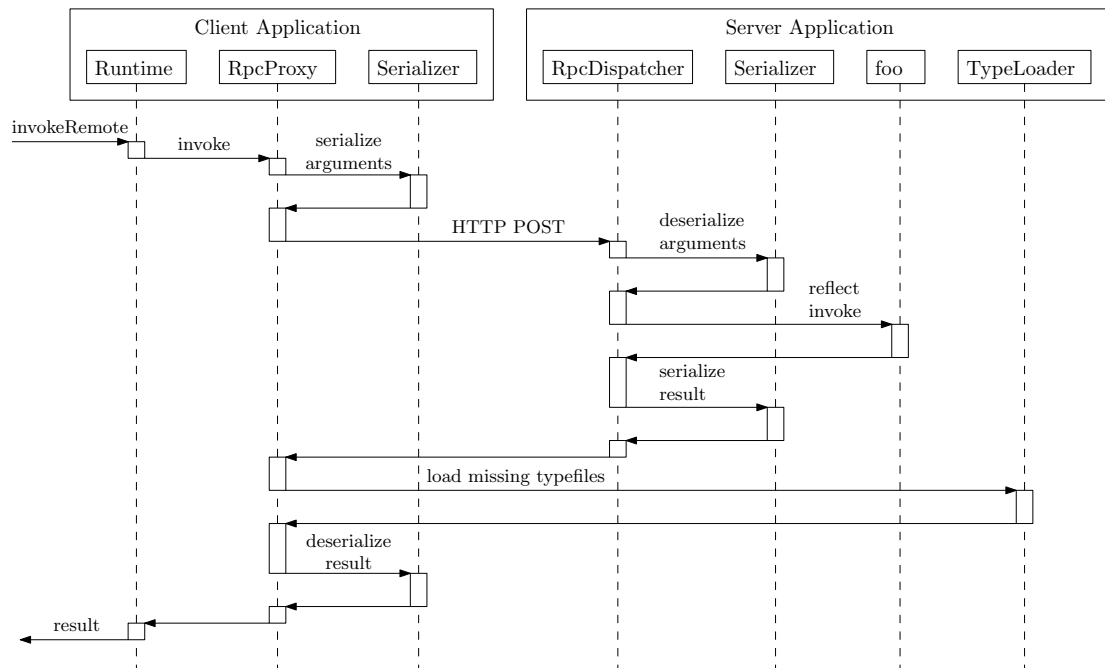 Client Application
Server Application
Runtime
RpcProxy
Serializer
RpcDispatcher
Serializer
foo
TypeLoader
invokeRemote
invoke
serialize
arguments
HTTP POST
deserialize
arguments
reflect
invoke
serialize
result
load missing typefiles
deserialize
result
result